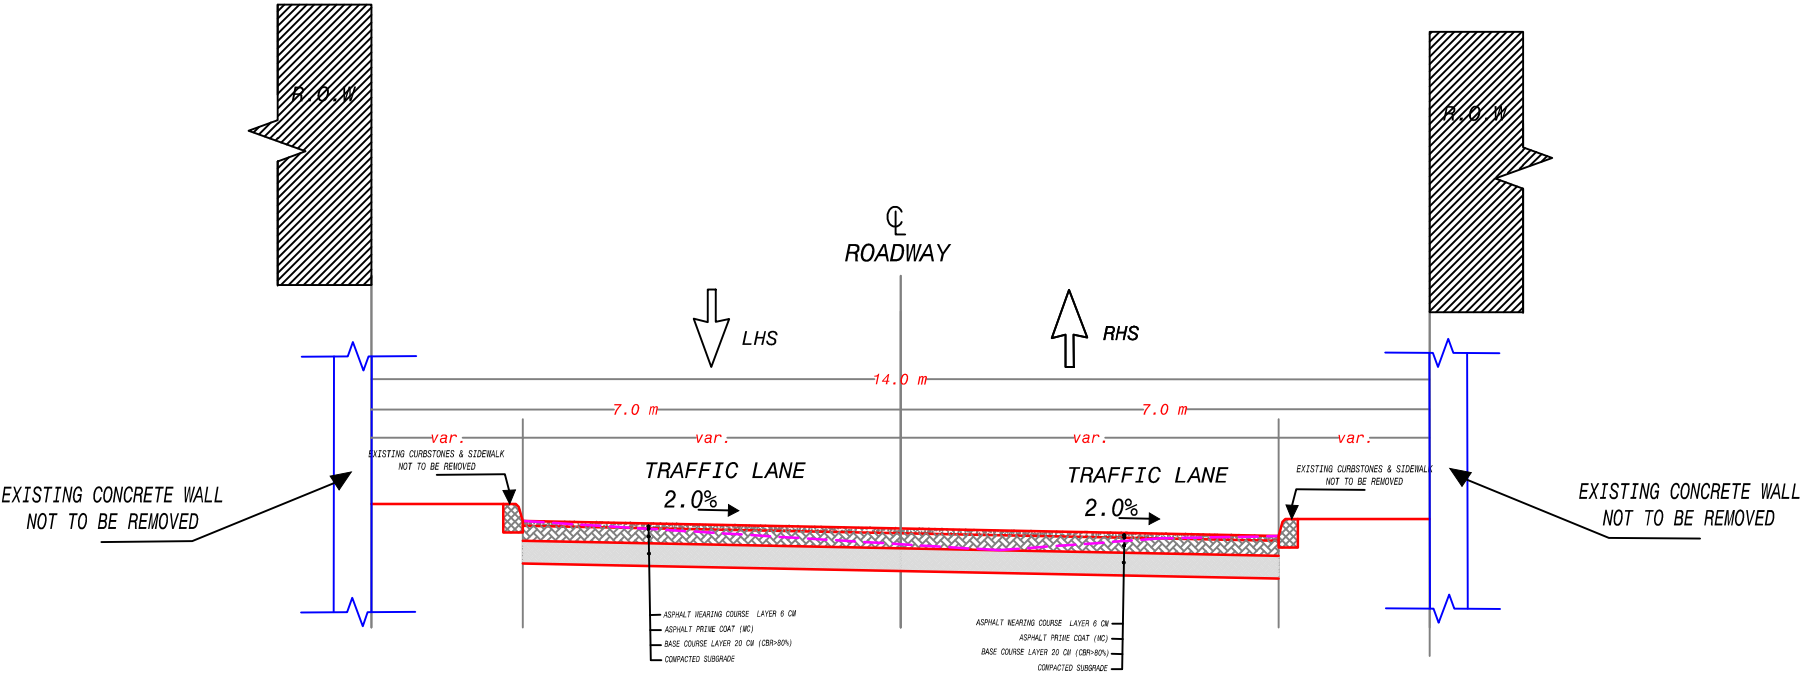 R.O.W
R.O.W
℄
ROADWAY
LHS
RHS
14.0 m
7.0 m
7.0 m
var.
var.
var.
var.
EXISTING CURBSTONES & SIDEWALK
NOT TO BE REMOVED
TRAFFIC LANE
2.0%
TRAFFIC LANE
2.0%
EXISTING CURBSTONES & SIDEWALK
NOT TO BE REMOVED
EXISTING CONCRETE WALL
NOT TO BE REMOVED
EXISTING CONCRETE WALL
NOT TO BE REMOVED
ASPHALT WEARING COURSE LAYER 6 CM
ASPHALT PRIME COAT (MC)
BASE COURSE LAYER 20 CM (CBR>80%)
COMPACTED SUBGRADE
ASPHALT WEARING COURSE LAYER 6 CM
ASPHALT PRIME COAT (MC)
BASE COURSE LAYER 20 CM (CBR>80%)
COMPACTED SUBGRADE